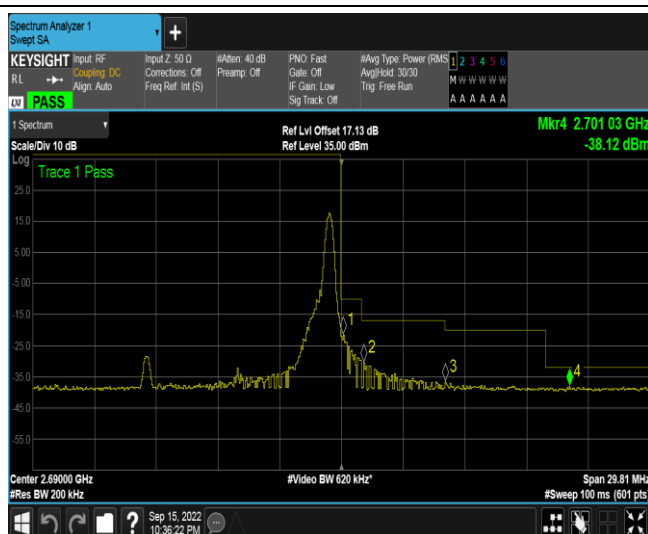 Spectrum Analyzer 1
Swept SA
+
KEYSIGHT Input: RF Input Z: 50 Ω #Atten: 40 dB PNO: Fast #Avg Type: Power (RMS 1 2 3 4 5 6
RL Coupling: DC Corrections: Off Preamp: Off Gate: Off Avg|Hold: 30/30 M W W W W W
Align: Auto Freq Ref: Int (S) IF Gain: Low Trig: Free Run
LXI PASS Sig Track: Off A A A A A A
1 Spectrum Ref Lvl Offset 17.13 dB Mkr4 2.701 03 GHz
Scale/Div 10 dB Ref Level 35.00 dBm -38.12 dBm
Log
Trace 1 Pass
25.0
15.0
5.00
-5.00
-15.0
1
-25.0
2
3
4
-35.0
-45.0
-55.0
Center 2.69000 GHz #Video BW 620 kHz* Span 29.81 MHz
#Res BW 200 kHz #Sweep 100 ms (601 pts)
? Sep 15, 2022
10:36:22 PM